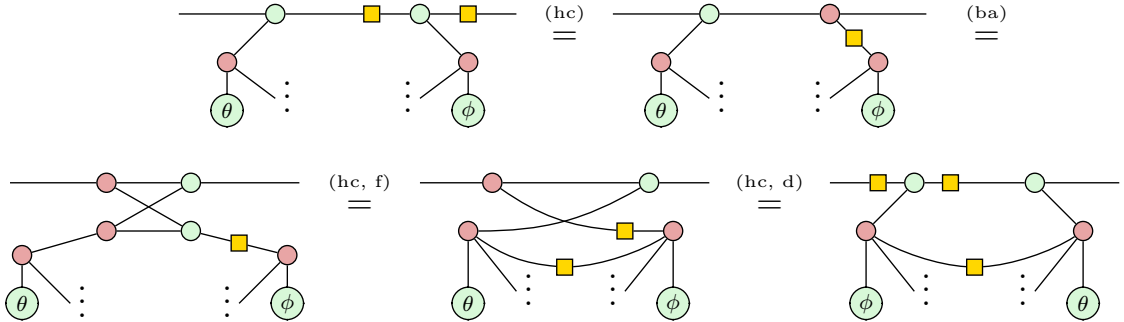 (hc) (ba)
=  =
θ ⋮ ⋮ ϕ θ ⋮ ⋮ ϕ
(hc, f) (hc, d)
= =
θ ⋮ ⋮ ϕ θ ⋮ ⋮ ϕ ϕ ⋮ ⋮ θ